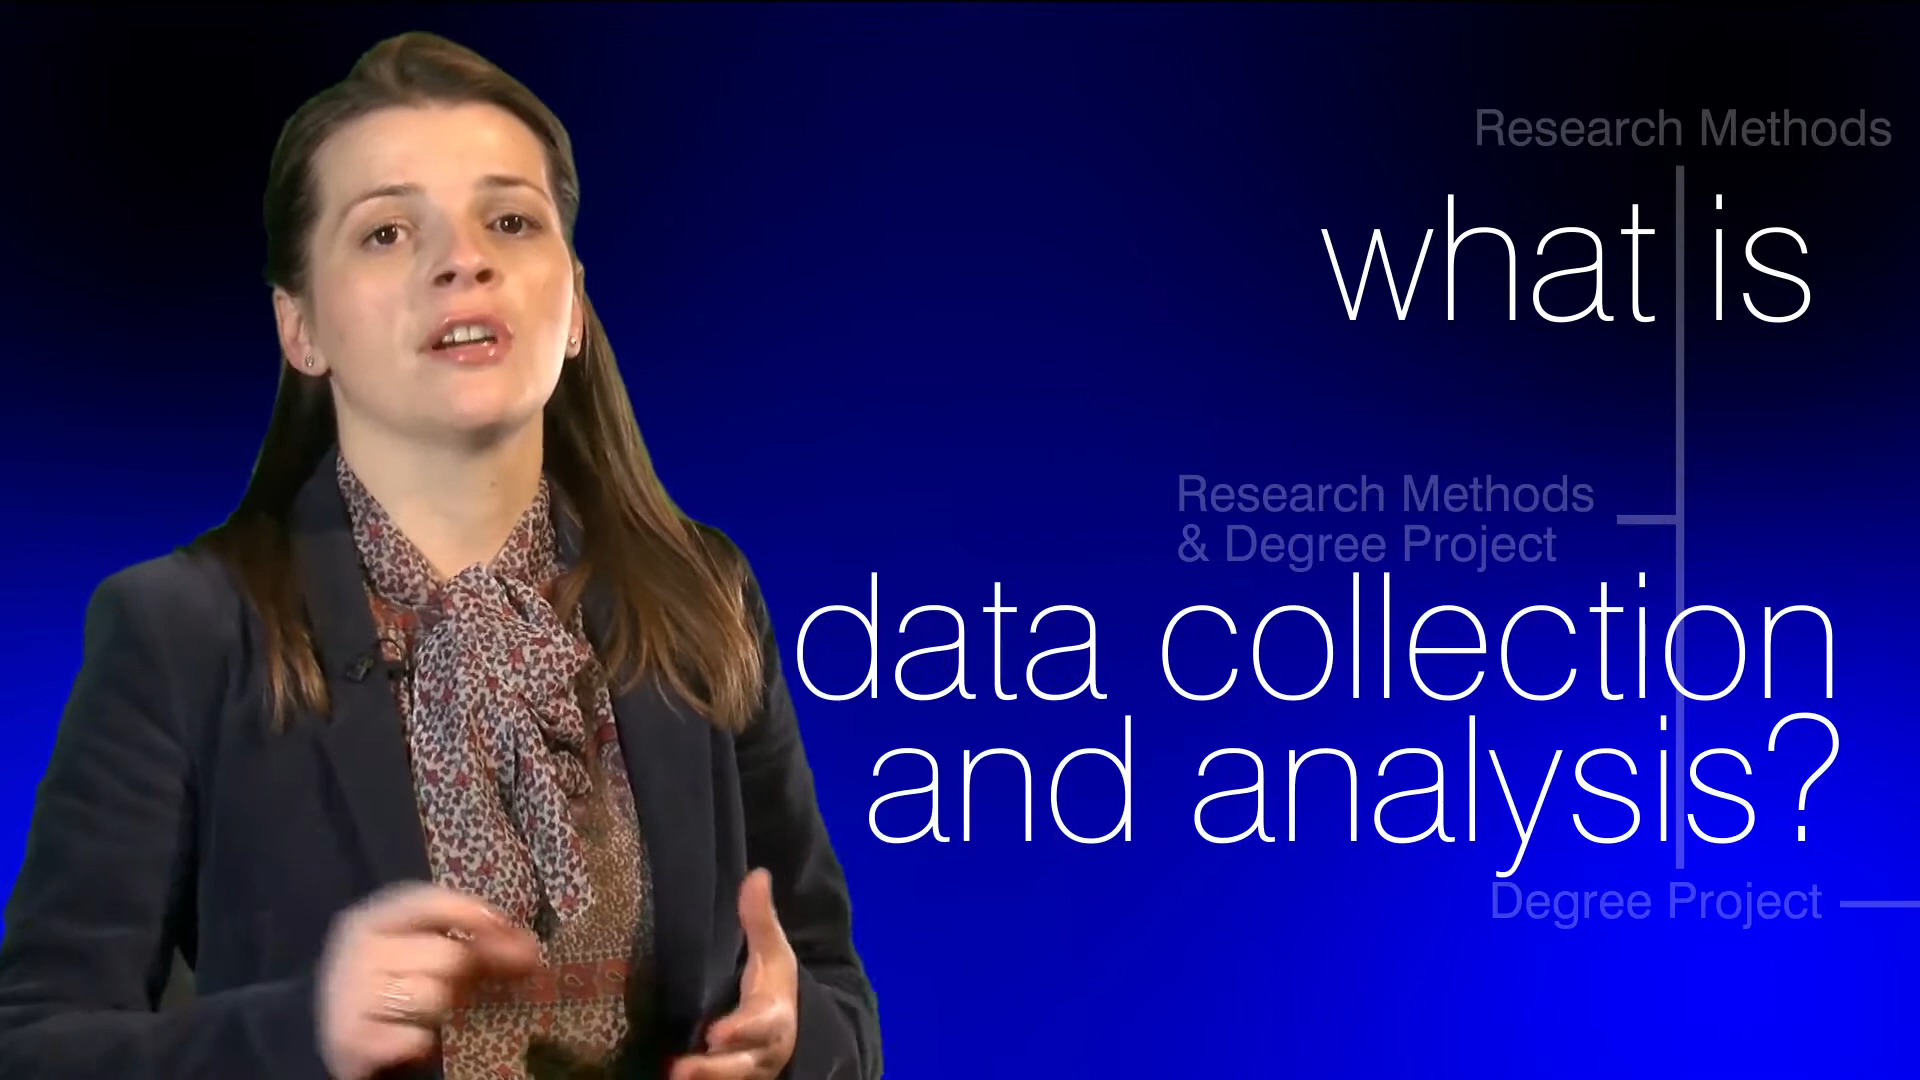 Research Methods
what is
Research Methods
& Degree Project
data collection
and analysis?
Degree Project